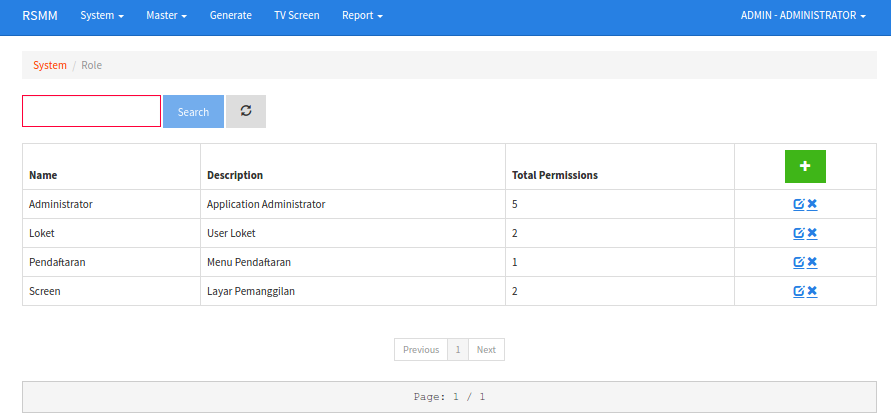 RSMM System Master Generate TV Screen Report ADMIN - ADMINISTRATOR
System / Role
Search
Name Description Total Permissions
Administrator Application Administrator 5
Loket User Loket 2
Pendaftaran Menu Pendaftaran 1
Screen Layar Pemanggilan 2
Previous 1 Next
Page: 1 / 1